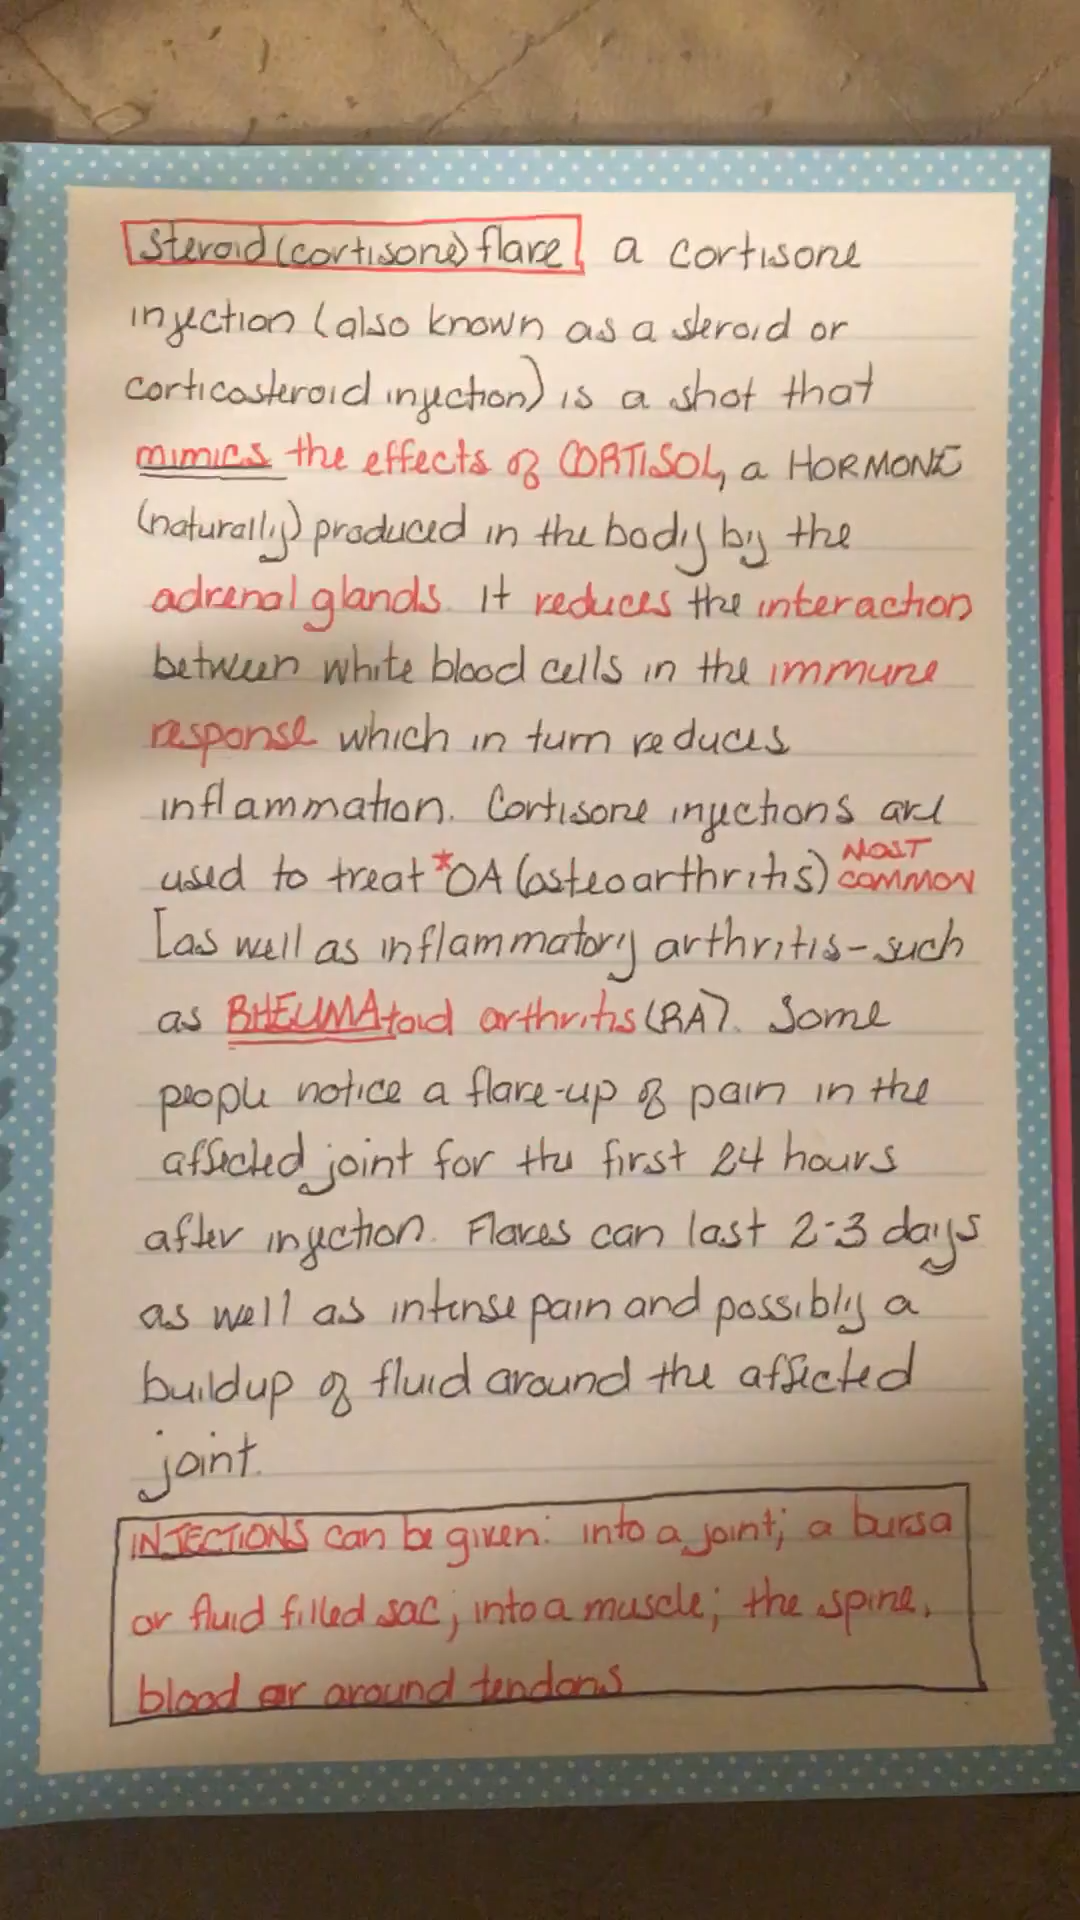 steroid (cortisone) flare a cortisone
injection (also known as a steroid or
corticosteroid injection) is a shot that
mimics the effects of CORTISOL, a HORMONE
(naturally) produced in the body by the
adrenal glands. It reduces the interaction
between white blood cells in the immune
response which in turn reduces
inflammation. Cortisone injections are
used to treat *OA (osteoarthritis) MOST COMMON
[as well as inflammatory arthritis-such
as RHEUMAtoid arthritis (RA]. Some
people notice a flare-up of pain in the
affected joint for the first 24 hours
after injection. Flares can last 2-3 days
as well as intense pain and possibly a
buildup of fluid around the affected
joint.
INJECTIONS can be given: into a joint; a bursa
or fluid filled sac; into a muscle; the spine,
blood or around tendons